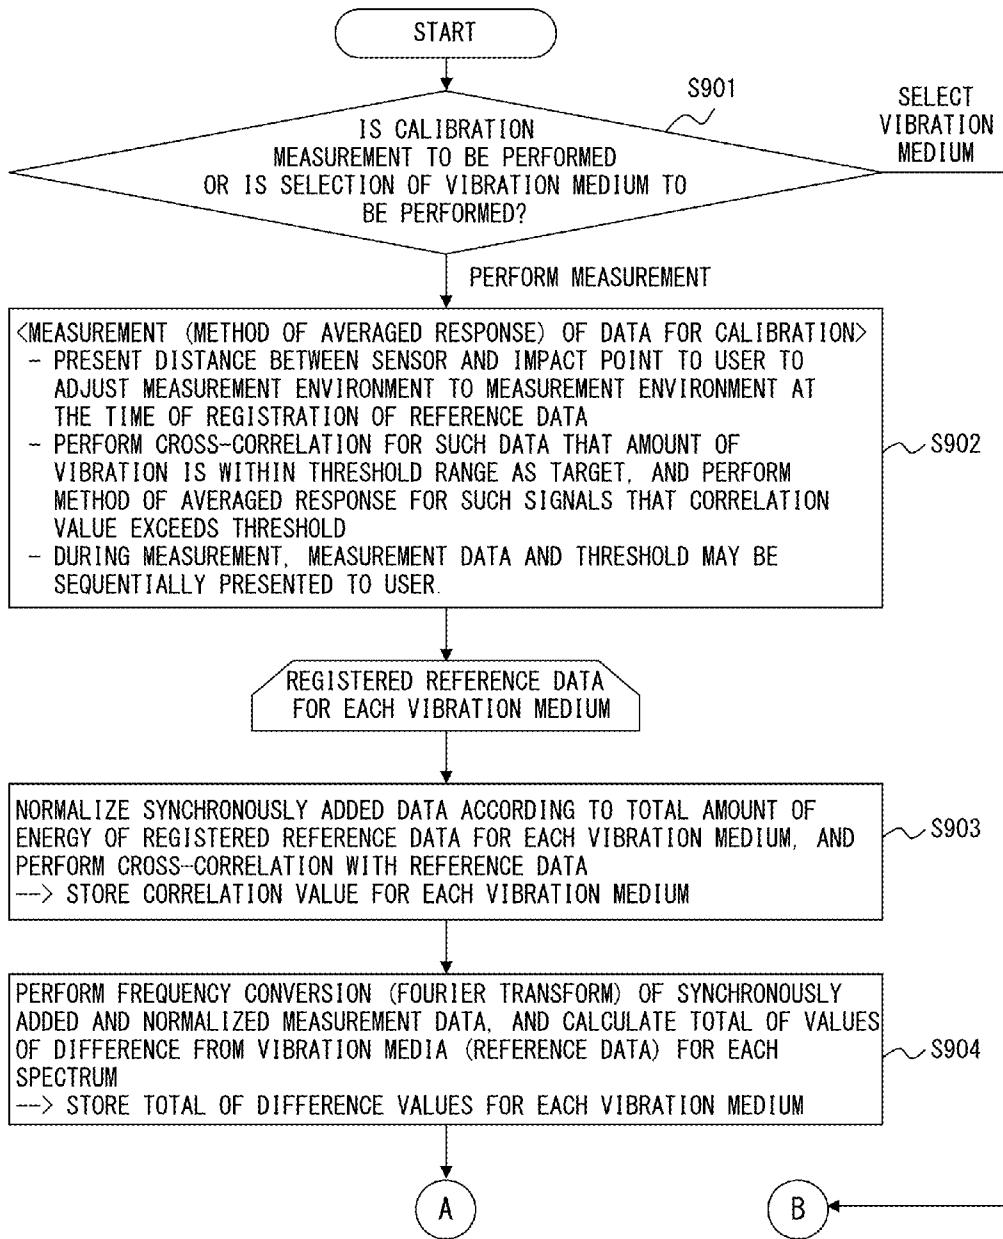 START
S901
SELECT
VIBRATION
MEDIUM
IS CALIBRATION
MEASUREMENT TO BE PERFORMED
OR IS SELECTION OF VIBRATION MEDIUM TO
BE PERFORMED?
PERFORM MEASUREMENT
<MEASUREMENT (METHOD OF AVERAGED RESPONSE) OF DATA FOR CALIBRATION>
- PRESENT DISTANCE BETWEEN SENSOR AND IMPACT POINT TO USER TO
ADJUST MEASUREMENT ENVIRONMENT TO MEASUREMENT ENVIRONMENT AT
THE TIME OF REGISTRATION OF REFERENCE DATA
- PERFORM CROSS-CORRELATION FOR SUCH DATA THAT AMOUNT OF
VIBRATION IS WITHIN THRESHOLD RANGE AS TARGET, AND PERFORM
METHOD OF AVERAGED RESPONSE FOR SUCH SIGNALS THAT CORRELATION
VALUE EXCEEDS THRESHOLD
- DURING MEASUREMENT, MEASUREMENT DATA AND THRESHOLD MAY BE
SEQUENTIALLY PRESENTED TO USER.
S902
REGISTERED REFERENCE DATA
FOR EACH VIBRATION MEDIUM
NORMALIZE SYNCHRONOUSLY ADDED DATA ACCORDING TO TOTAL AMOUNT OF
ENERGY OF REGISTERED REFERENCE DATA FOR EACH VIBRATION MEDIUM, AND
PERFORM CROSS-CORRELATION WITH REFERENCE DATA
--> STORE CORRELATION VALUE FOR EACH VIBRATION MEDIUM
S903
PERFORM FREQUENCY CONVERSION (FOURIER TRANSFORM) OF SYNCHRONOUSLY
ADDED AND NORMALIZED MEASUREMENT DATA, AND CALCULATE TOTAL OF VALUES
OF DIFFERENCE FROM VIBRATION MEDIA (REFERENCE DATA) FOR EACH
SPECTRUM
--> STORE TOTAL OF DIFFERENCE VALUES FOR EACH VIBRATION MEDIUM
S904
A
B